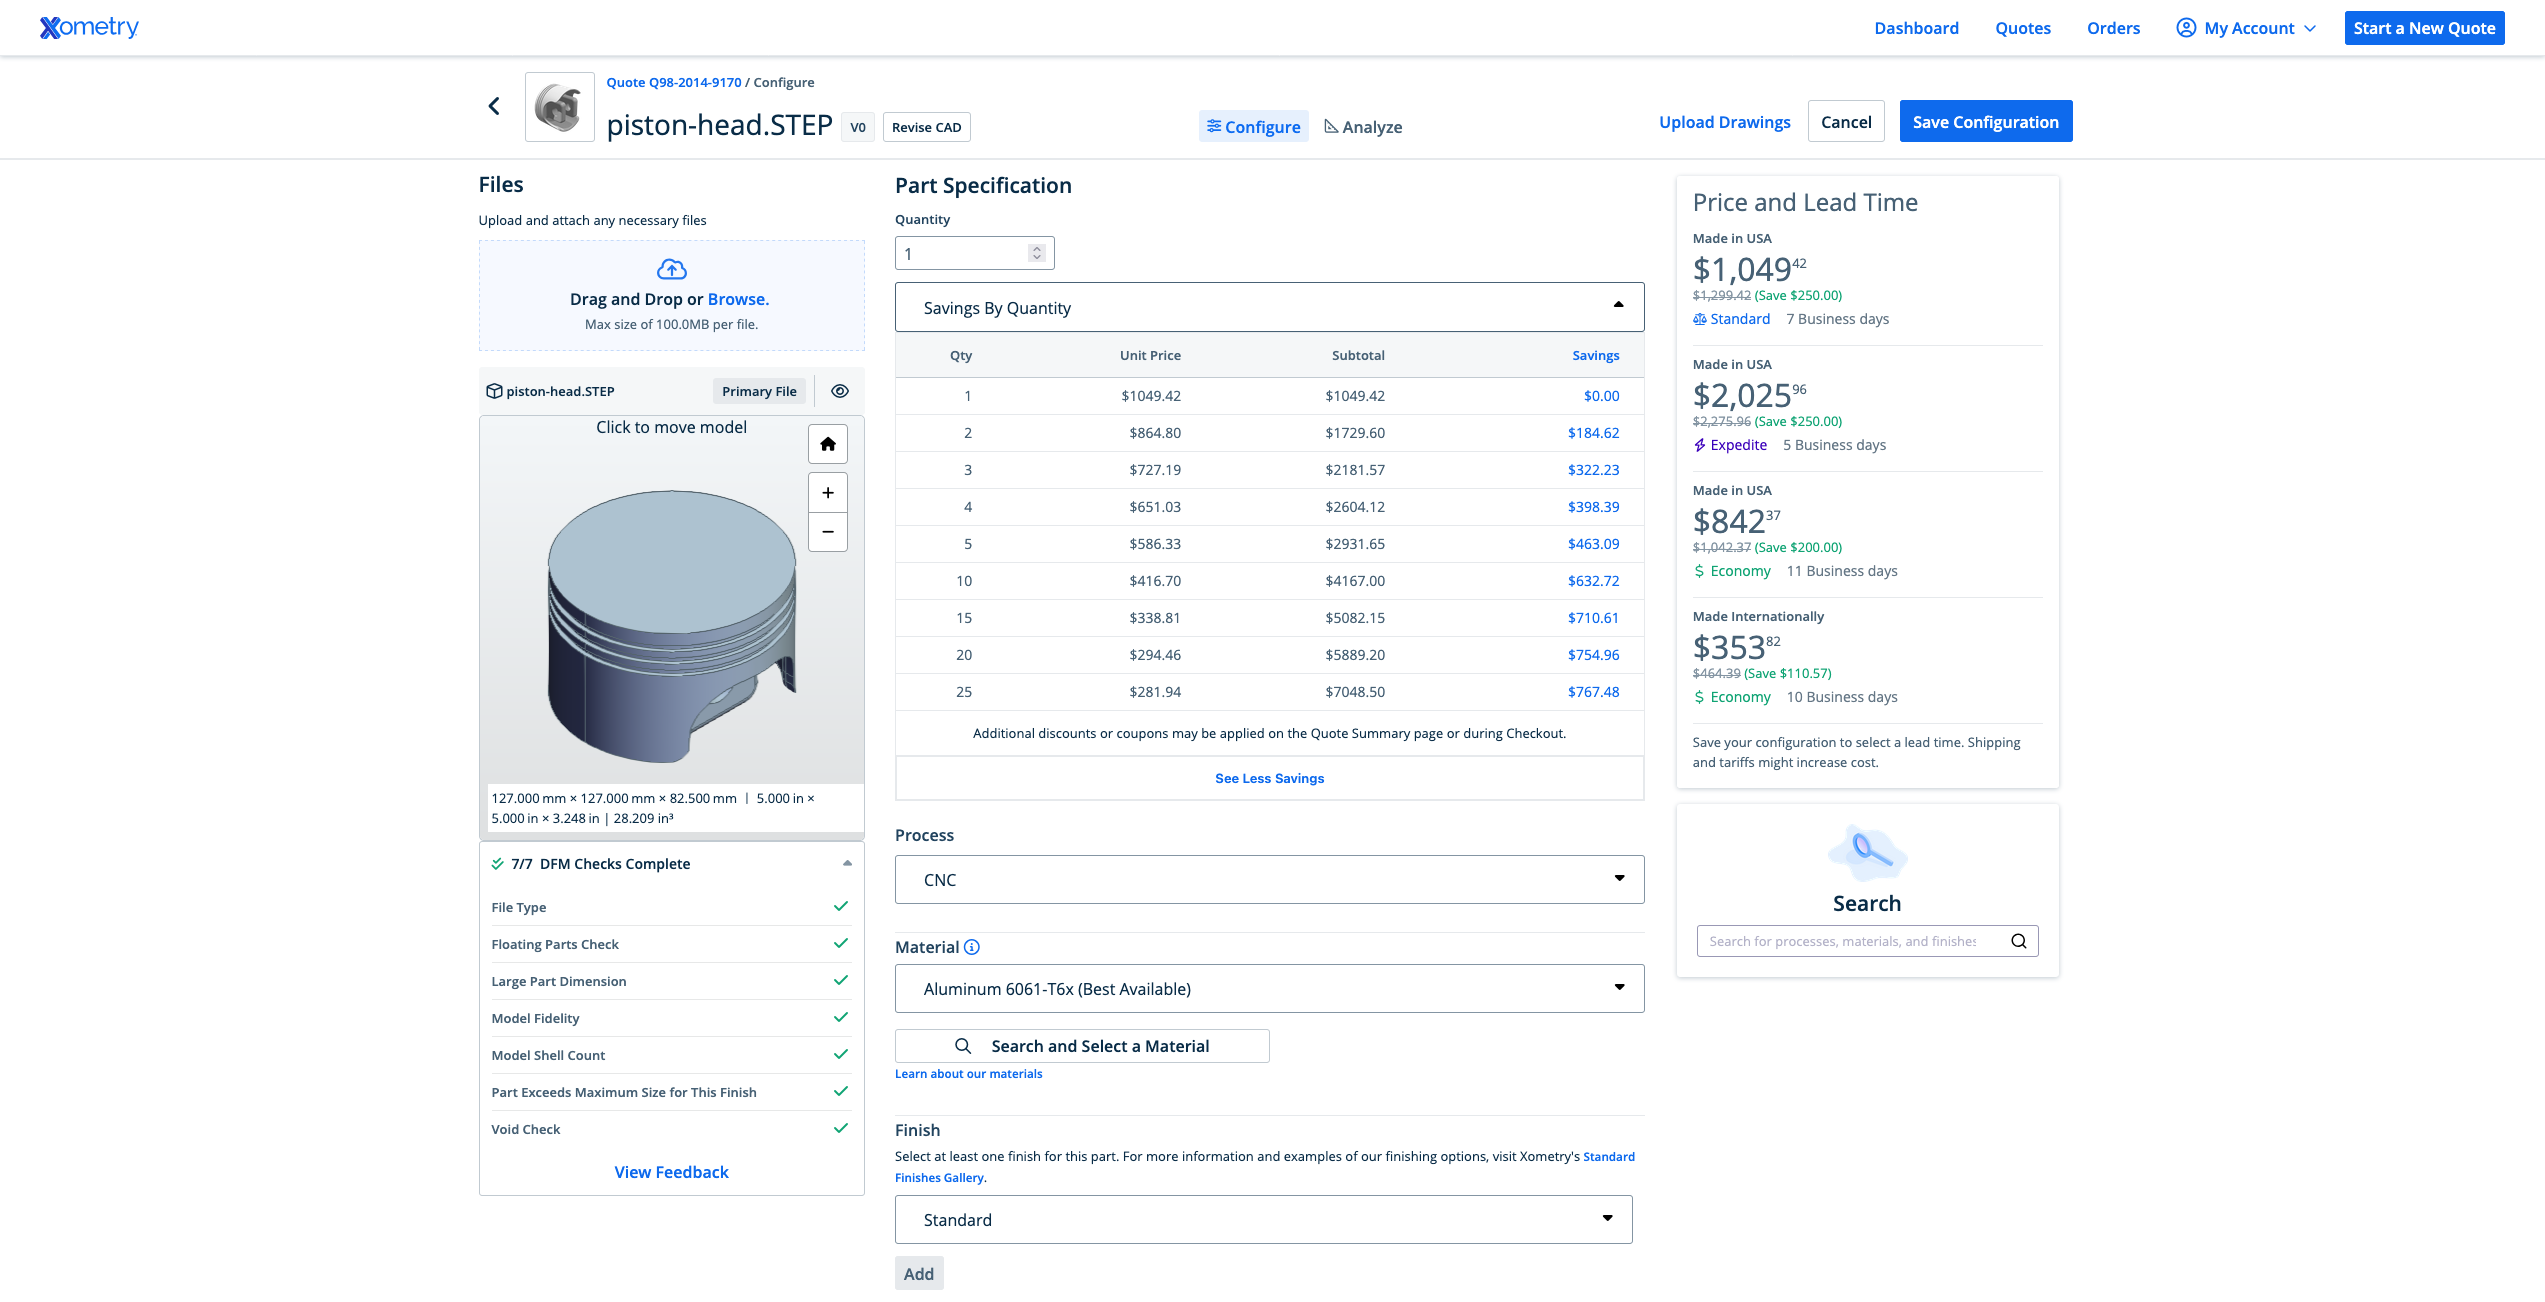 Xometry
Dashboard
Quotes
Orders
My Account
Start a New Quote
Quote Q98-2014-9170 / Configure
piston-head.STEP
V0
Revise CAD
Configure
Analyze
Upload Drawings
Cancel
Save Configuration
Files
Upload and attach any necessary files
Drag and Drop or Browse.
Max size of 100.0MB per file.
piston-head.STEP
Primary File
Click to move model
+
−
127.000 mm × 127.000 mm × 82.500 mm | 5.000 in ×
5.000 in × 3.248 in | 28.209 in³
7/7 DFM Checks Complete
File Type
Floating Parts Check
Large Part Dimension
Model Fidelity
Model Shell Count
Part Exceeds Maximum Size for This Finish
Void Check
View Feedback
Part Specification
Quantity
1
Savings By Quantity
Qty Unit Price Subtotal Savings
1 $1049.42 $1049.42 $0.00
2 $864.80 $1729.60 $184.62
3 $727.19 $2181.57 $322.23
4 $651.03 $2604.12 $398.39
5 $586.33 $2931.65 $463.09
10 $416.70 $4167.00 $632.72
15 $338.81 $5082.15 $710.61
20 $294.46 $5889.20 $754.96
25 $281.94 $7048.50 $767.48
Additional discounts or coupons may be applied on the Quote Summary page or during Checkout.
See Less Savings
Process
CNC
Material
Aluminum 6061-T6x (Best Available)
Search and Select a Material
Learn about our materials
Finish
Select at least one finish for this part. For more information and examples of our finishing options, visit Xometry's Standard
Finishes Gallery.
Standard
Add
Price and Lead Time
Made in USA
$1,049 42
$1,299.42 (Save $250.00)
Standard 7 Business days
Made in USA
$2,025 96
$2,275.96 (Save $250.00)
Expedite 5 Business days
Made in USA
$842 37
$1,042.37 (Save $200.00)
$ Economy 11 Business days
Made Internationally
$353 82
$464.39 (Save $110.57)
$ Economy 10 Business days
Save your configuration to select a lead time. Shipping
and tariffs might increase cost.
Search
Search for processes, materials, and finishes